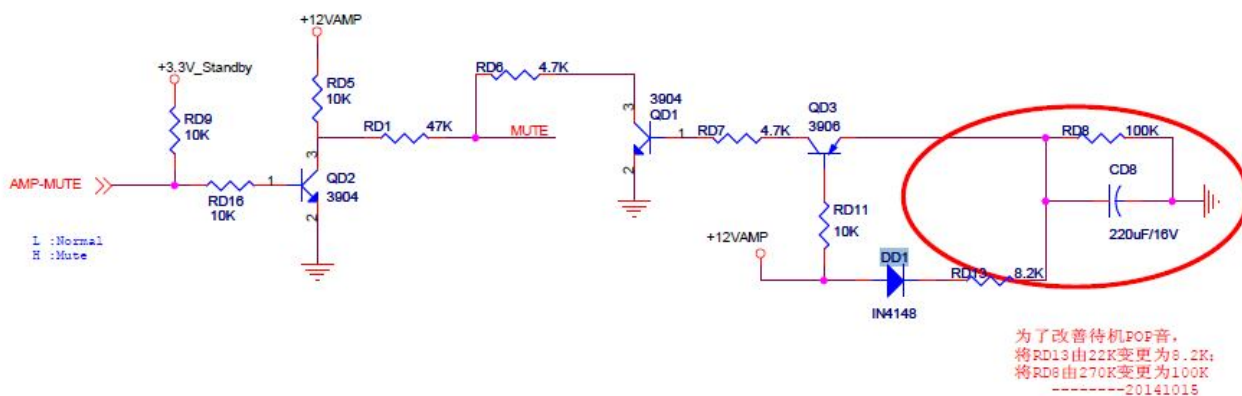 +12VAMP
+3.3V_Standby
RD9
10K
RD5
10K
RD6
4.7K
RD1
47K
MUTE
3
3904
QD1
1
2
RD7
4.7K
QD3
3906
RD8
100K
CD8
220uF/16V
AMP-MUTE
RD16
10K
1
3
QD2
3904
2
L :Normal
H :Mute
RD11
10K
+12VAMP
DD1
IN4148
RD13
8.2K
为了改善待机POP音,
将RD13由22K变更为8.2K;
将RD8由270K变更为100K
--------20141015